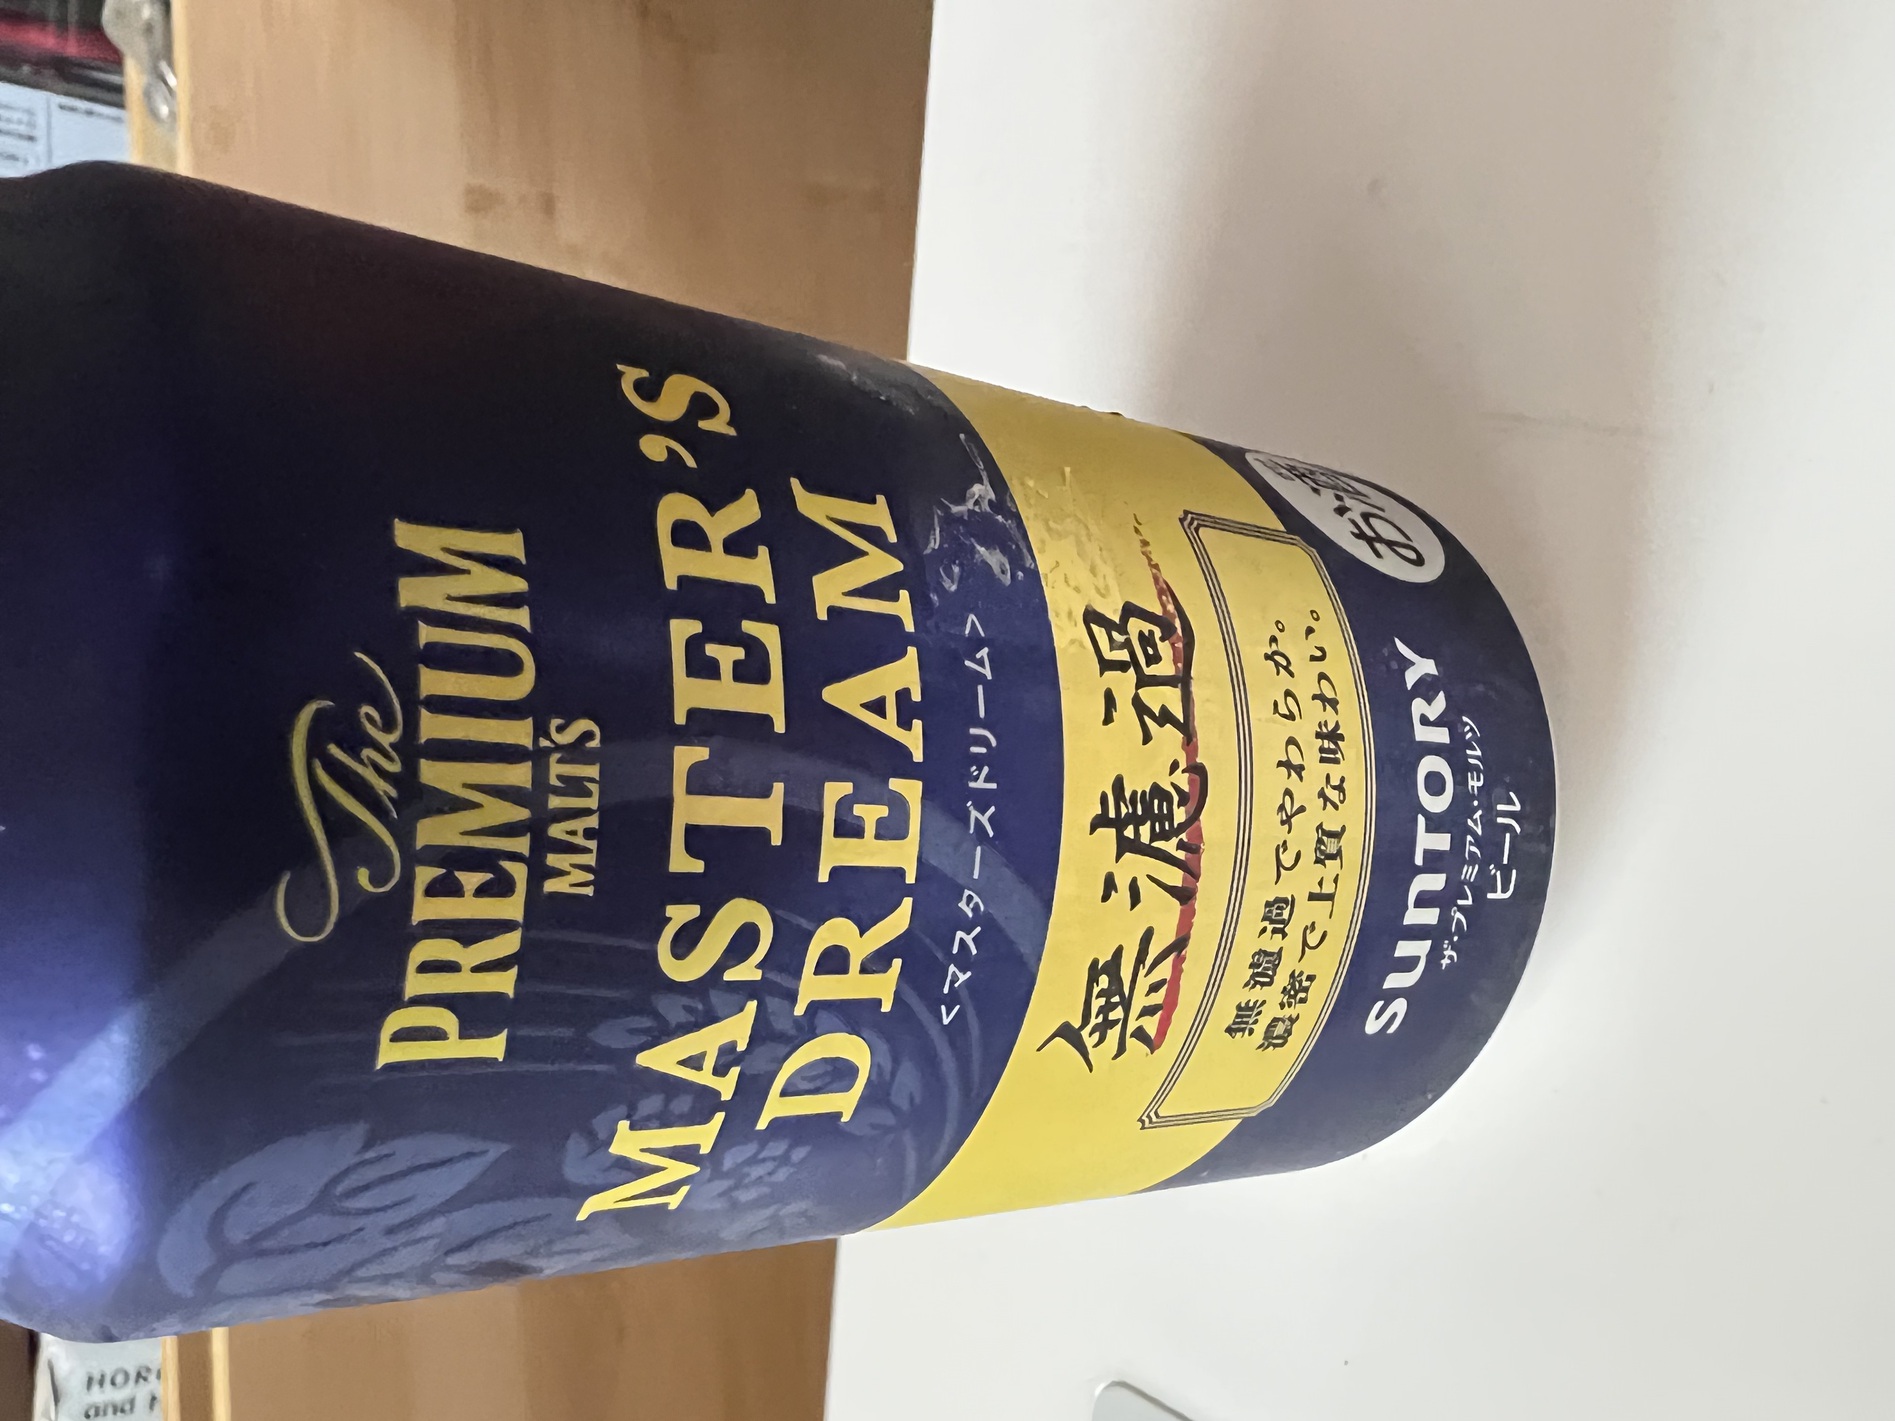 The
PREMIUM
MALT'S
MASTER'S
DREAM
<マスターズドリーム>
無濾過
無濾過でやわらか。
濃密で上質な味わい。
お酒
SUNTORY
ザ・プレミアム・モルツ
ビール
and